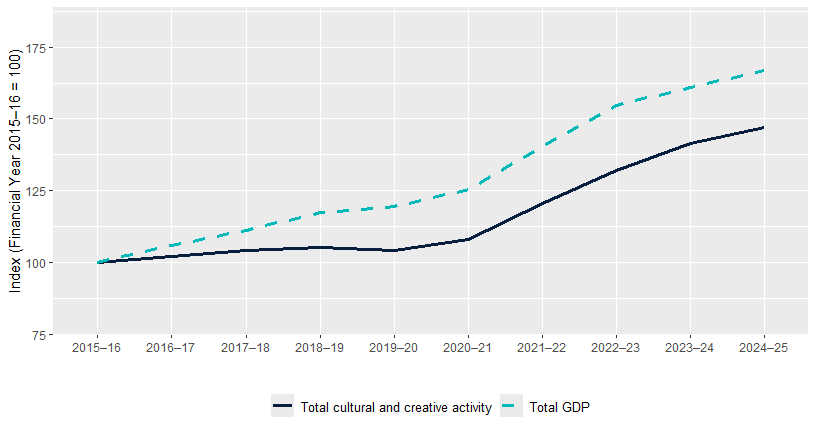 Index (Financial Year 2015–16 = 100)
175
150
125
100
75
2015–16 2016–17 2017–18 2018–19 2019–20 2020–21 2021–22 2022–23 2023–24 2024–25
Total cultural and creative activity Total GDP